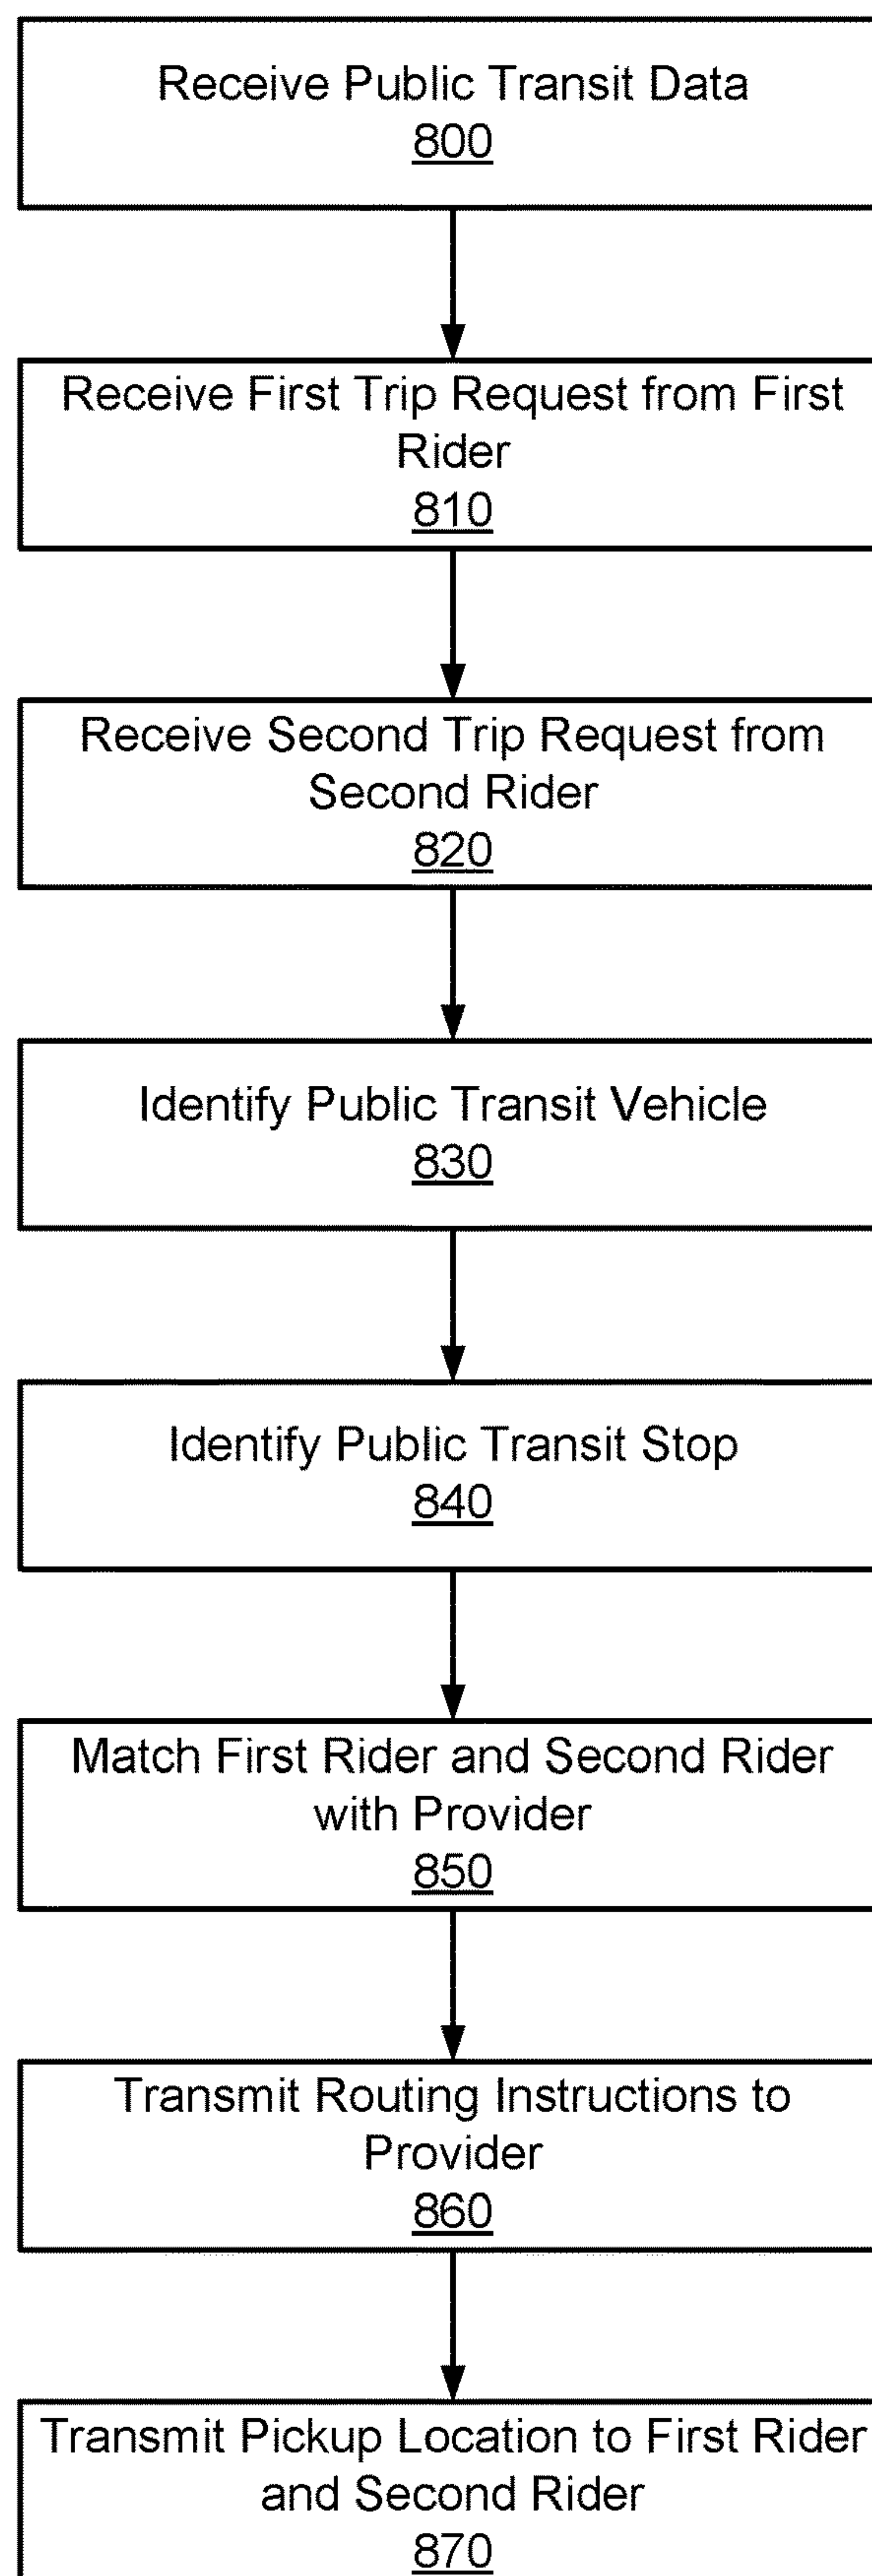 Receive Public Transit Data
800
Receive First Trip Request from First
Rider
810
Receive Second Trip Request from
Second Rider
820
Identify Public Transit Vehicle
830
Identify Public Transit Stop
840
Match First Rider and Second Rider
with Provider
850
Transmit Routing Instructions to
Provider
860
Transmit Pickup Location to First Rider
and Second Rider
870